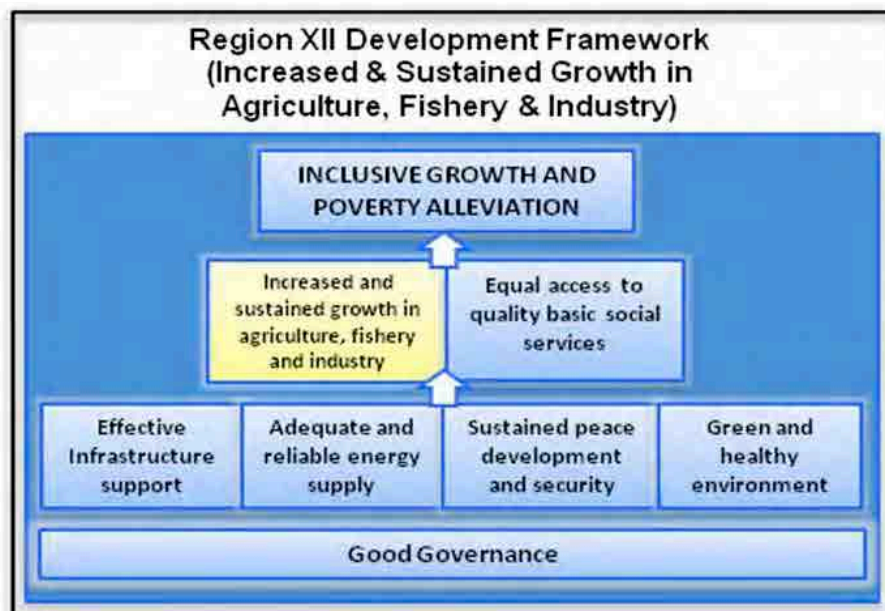 Region XII Development Framework
(Increased & Sustained Growth in
Agriculture, Fishery & Industry)
INCLUSIVE GROWTH AND
POVERTY ALLEVIATION
Increased and
sustained growth in
agriculture, fishery
and industry
Equal access to
quality basic social
services
Effective
Infrastructure
support
Adequate and
reliable energy
supply
Sustained peace
development
and security
Green and
healthy
environment
Good Governance